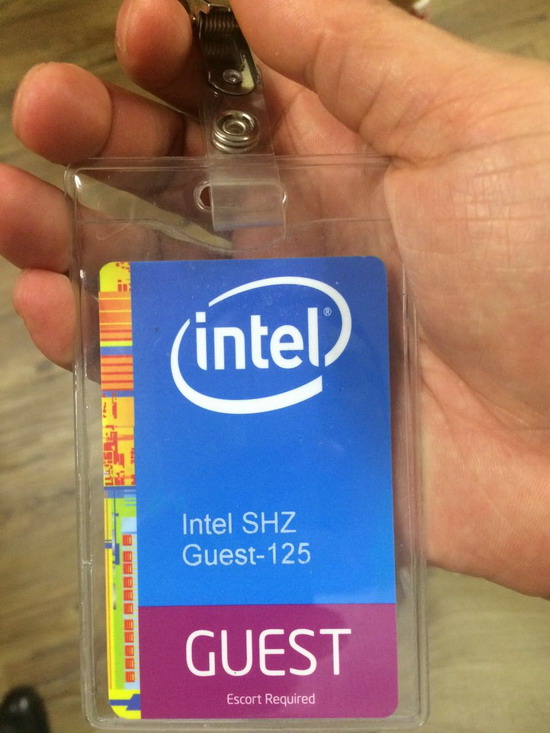 intel®
Intel SHZ
Guest-125
GUEST
Escort Required